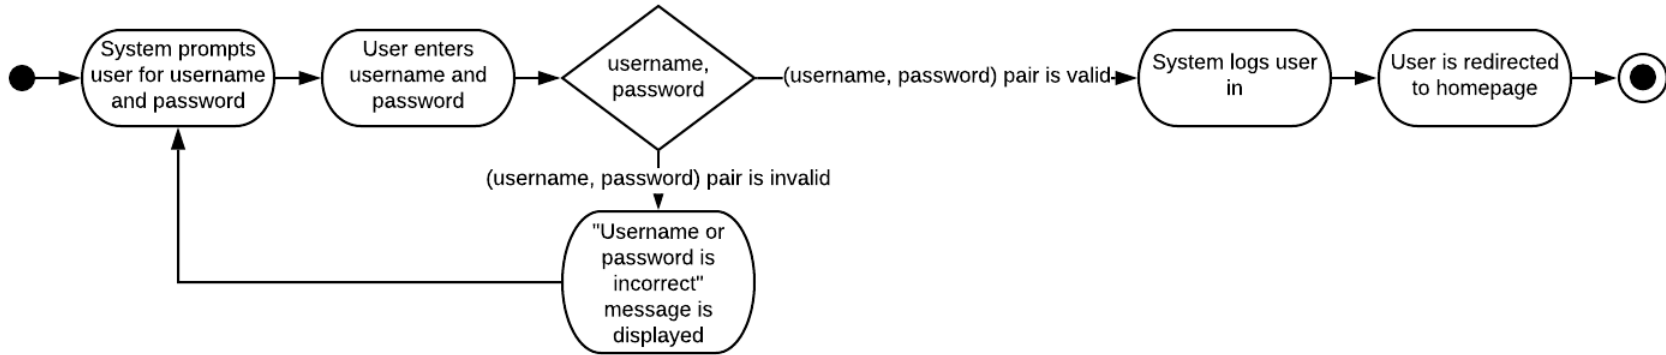 System prompts
user for username
and password
User enters
username and
password
username,
password
(username, password) pair is valid
System logs user
in
User is redirected
to homepage
(username, password) pair is invalid
"Username or
password is
incorrect"
message is
displayed